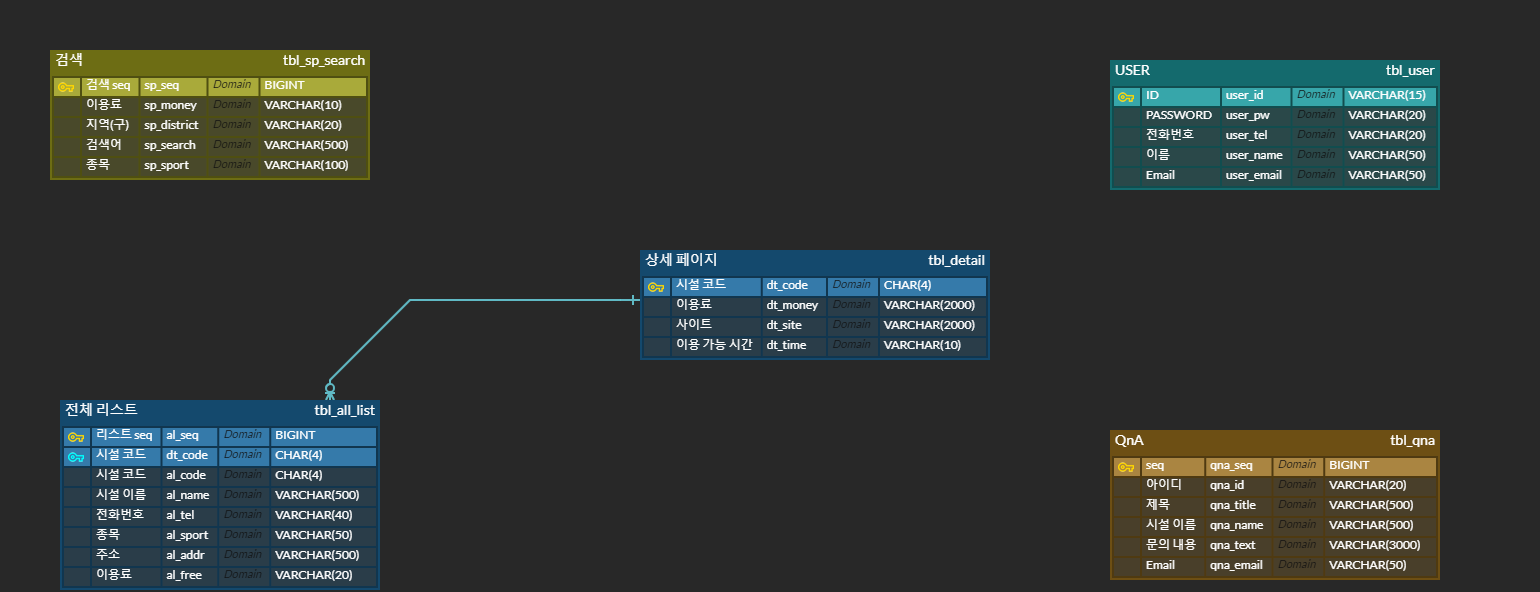 검색 tbl_sp_search
검색 seq sp_seq Domain BIGINT
이용료 sp_money Domain VARCHAR(10)
지역(구) sp_district Domain VARCHAR(20)
검색어 sp_search Domain VARCHAR(500)
종목 sp_sport Domain VARCHAR(100)
USER tbl_user
ID user_id Domain VARCHAR(15)
PASSWORD user_pw Domain VARCHAR(20)
전화번호 user_tel Domain VARCHAR(20)
이름 user_name Domain VARCHAR(50)
Email user_email Domain VARCHAR(50)
상세 페이지 tbl_detail
시설 코드 dt_code Domain CHAR(4)
이용료 dt_money Domain VARCHAR(2000)
사이트 dt_site Domain VARCHAR(2000)
이용 가능 시간 dt_time Domain VARCHAR(10)
전체 리스트 tbl_all_list
리스트 seq al_seq Domain BIGINT
시설 코드 dt_code Domain CHAR(4)
시설 코드 al_code Domain CHAR(4)
시설 이름 al_name Domain VARCHAR(500)
전화번호 al_tel Domain VARCHAR(40)
종목 al_sport Domain VARCHAR(50)
주소 al_addr Domain VARCHAR(500)
이용료 al_free Domain VARCHAR(20)
QnA tbl_qna
seq qna_seq Domain BIGINT
아이디 qna_id Domain VARCHAR(20)
제목 qna_title Domain VARCHAR(500)
시설 이름 qna_name Domain VARCHAR(500)
문의 내용 qna_text Domain VARCHAR(3000)
Email qna_email Domain VARCHAR(50)